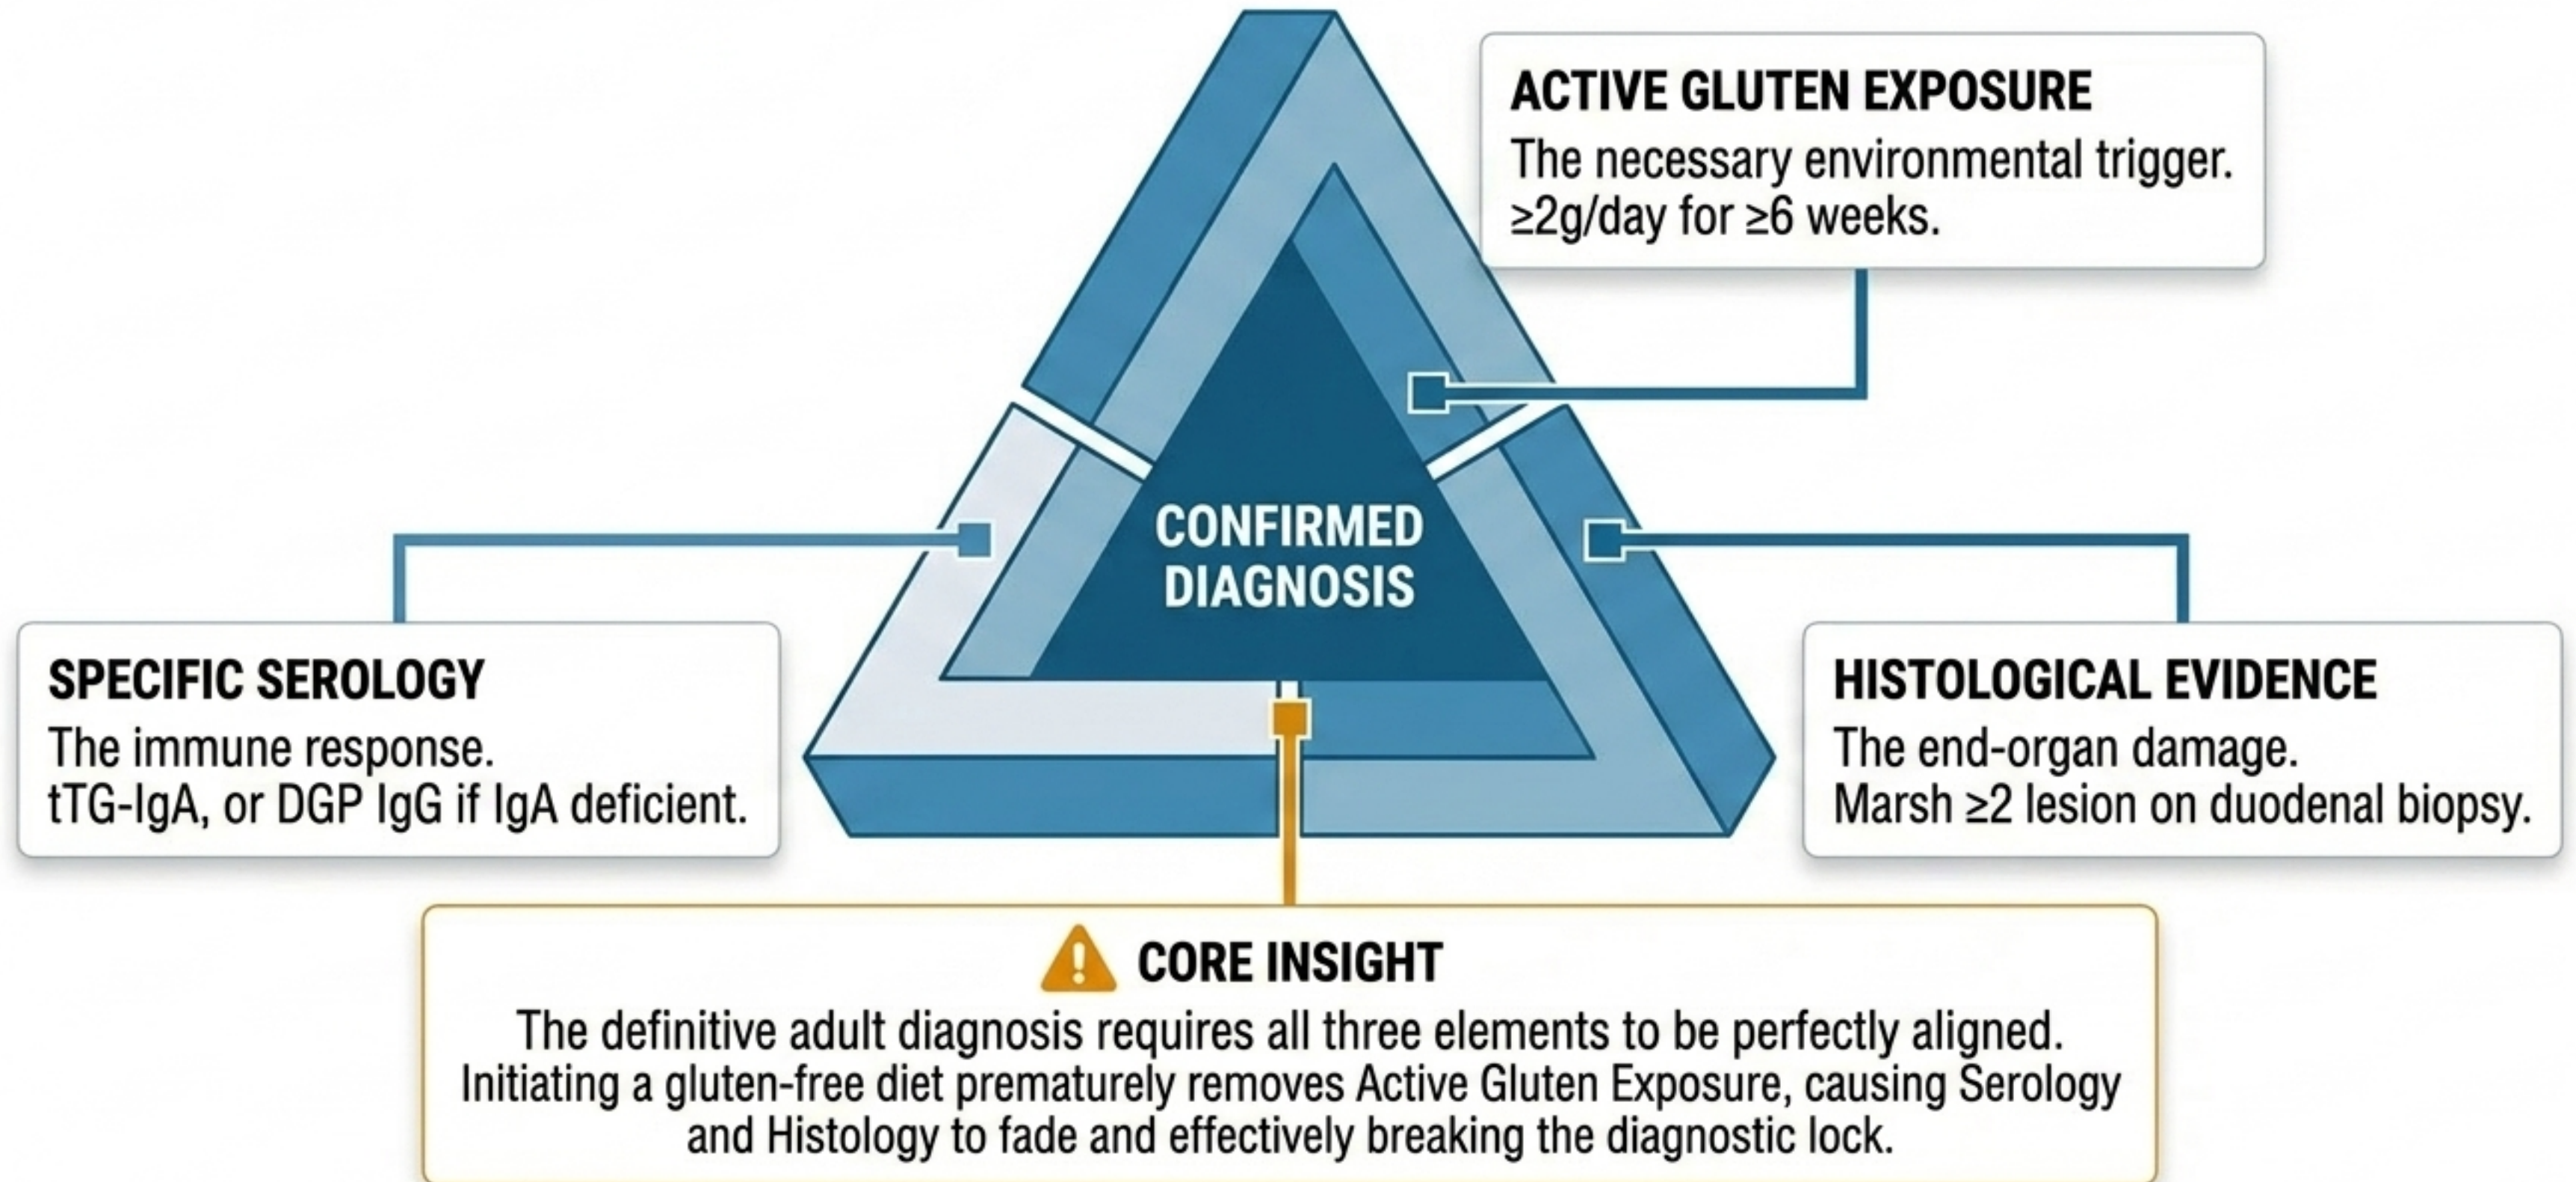 ACTIVE GLUTEN EXPOSURE
The necessary environmental trigger.
≥2g/day for ≥6 weeks.
CONFIRMED
DIAGNOSIS
SPECIFIC SEROLOGY
The immune response.
tTG-IgA, or DGP IgG if IgA deficient.
HISTOLOGICAL EVIDENCE
The end-organ damage.
Marsh ≥2 lesion on duodenal biopsy.
CORE INSIGHT
The definitive adult diagnosis requires all three elements to be perfectly aligned.
Initiating a gluten-free diet prematurely removes Active Gluten Exposure, causing Serology
and Histology to fade and effectively breaking the diagnostic lock.